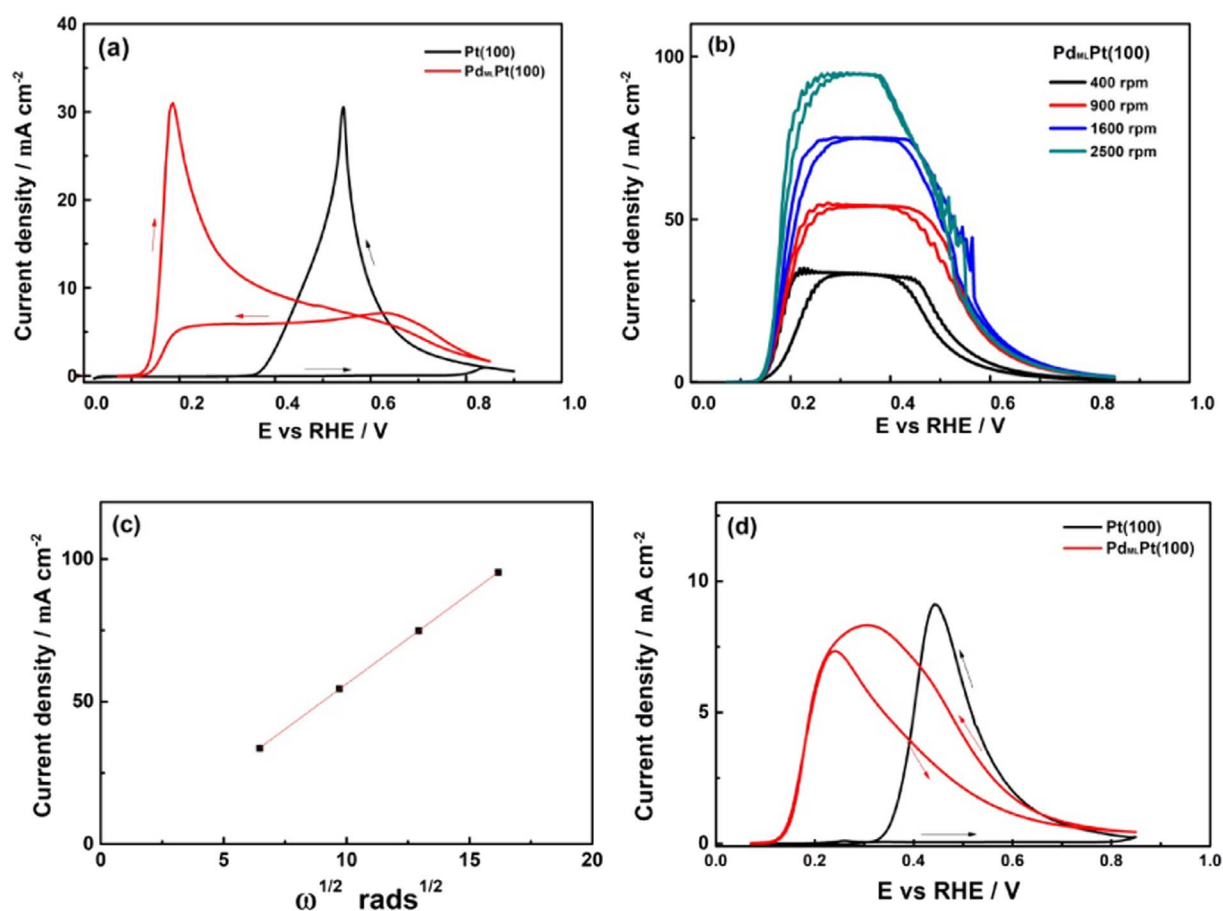 (a)
Pt(100)
PdMLPt(100)
Current density / mA cm-2
40
30
20
10
0
0.0 0.2 0.4 0.6 0.8 1.0
E vs RHE / V
(b)
PdMLPt(100)
400 rpm
900 rpm
1600 rpm
2500 rpm
Current density / mA cm-2
100
50
0
0.2 0.4 0.6 0.8 1.0
E vs RHE / V
(c)
Current density / mA cm-2
100
50
0
0 5 10 15 20
ω1/2 rads1/2
(d)
Pt(100)
PdMLPt(100)
Current density / mA cm-2
10
5
0
0.0 0.2 0.4 0.6 0.8 1.0
E vs RHE / V